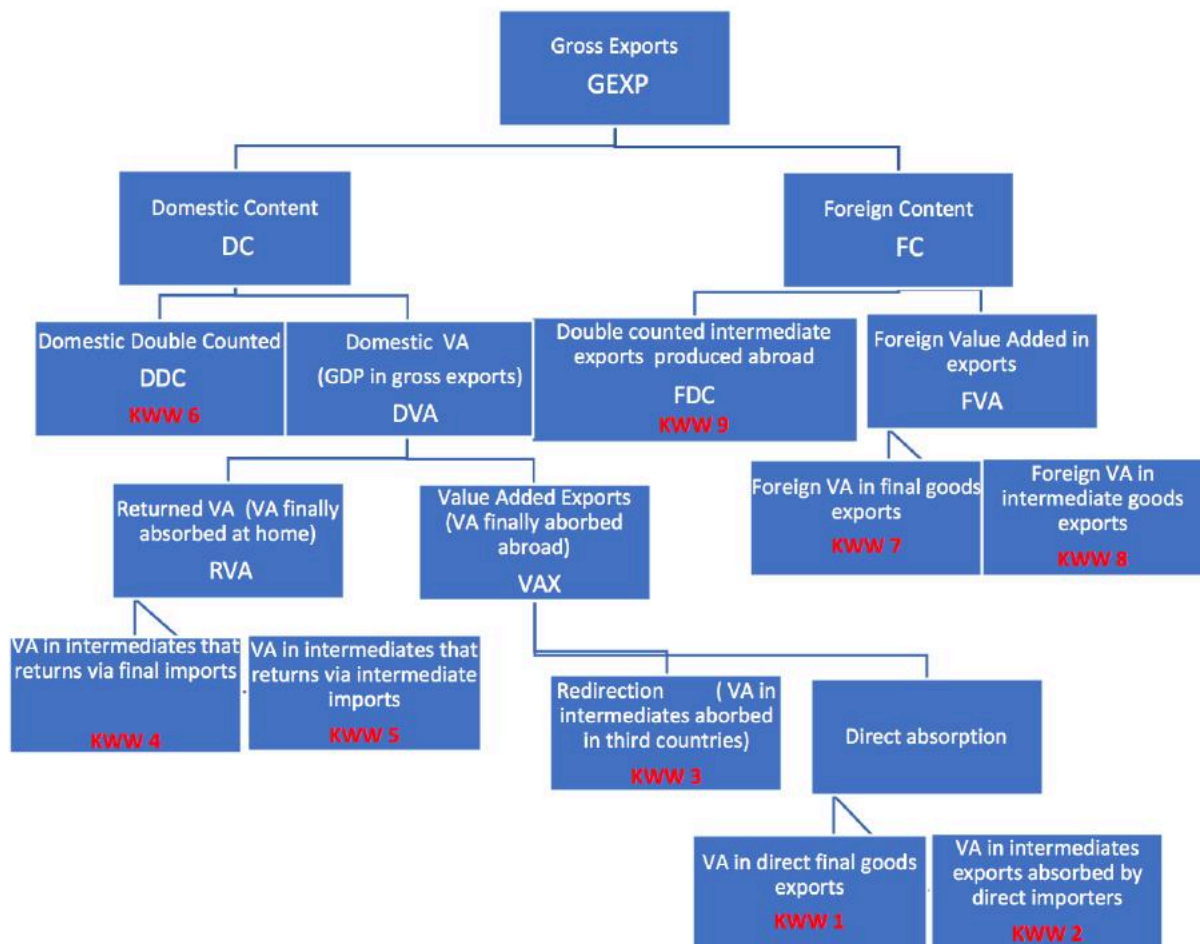 Gross Exports
GEXP
Domestic Content
DC
Foreign Content
FC
Domestic Double Counted
DDC
KWW 6
Domestic VA
(GDP in gross exports)
DVA
Double counted intermediate
exports produced abroad
FDC
KWW 9
Foreign Value Added in
exports
FVA
Returned VA (VA finally
absorbed at home)
RVA
Value Added Exports
(VA finally aborbed
abroad)
VAX
Foreign VA in final goods
exports
KWW 7
Foreign VA in
intermediate goods
exports
KWW 8
VA in intermediates that
returns via final imports
KWW 4
VA in intermediates that
returns via intermediate
imports
KWW 5
Redirection ( VA in
intermediates aborbed
in third countries)
KWW 3
Direct absorption
VA in direct final goods
exports
KWW 1
VA in intermediates
exports absorbed by
direct importers
KWW 2